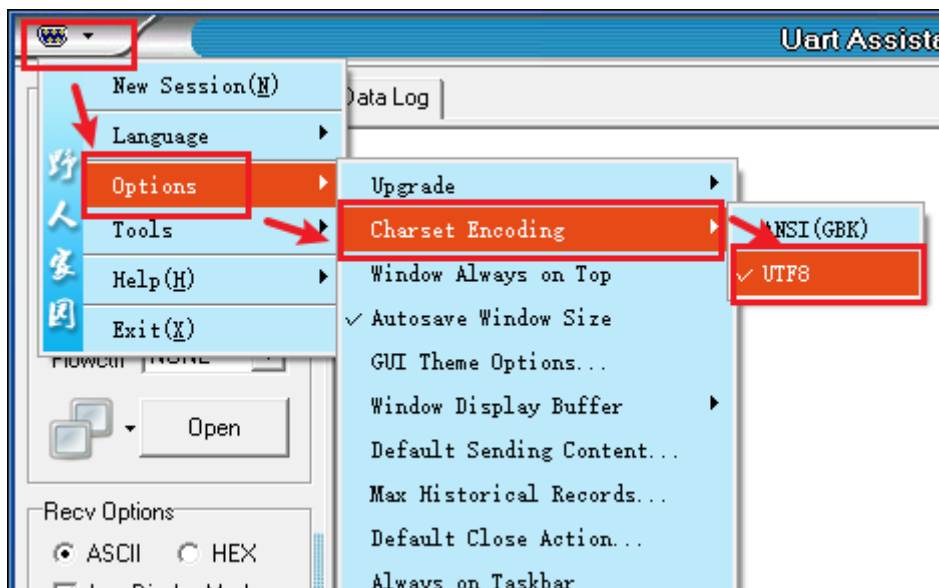 Uart Assista
New Session(N)
Data Log
Language
Options
Upgrade
Tools
Charset Encoding
ANSI(GBK)
Help(H)
Window Always on Top
UTF8
Exit(X)
Autosave Window Size
GUI Theme Options...
Window Display Buffer
Open
Default Sending Content...
Max Historical Records...
Recv Options
Default Close Action...
ASCII
HEX
Always on Taskbar
野人家园